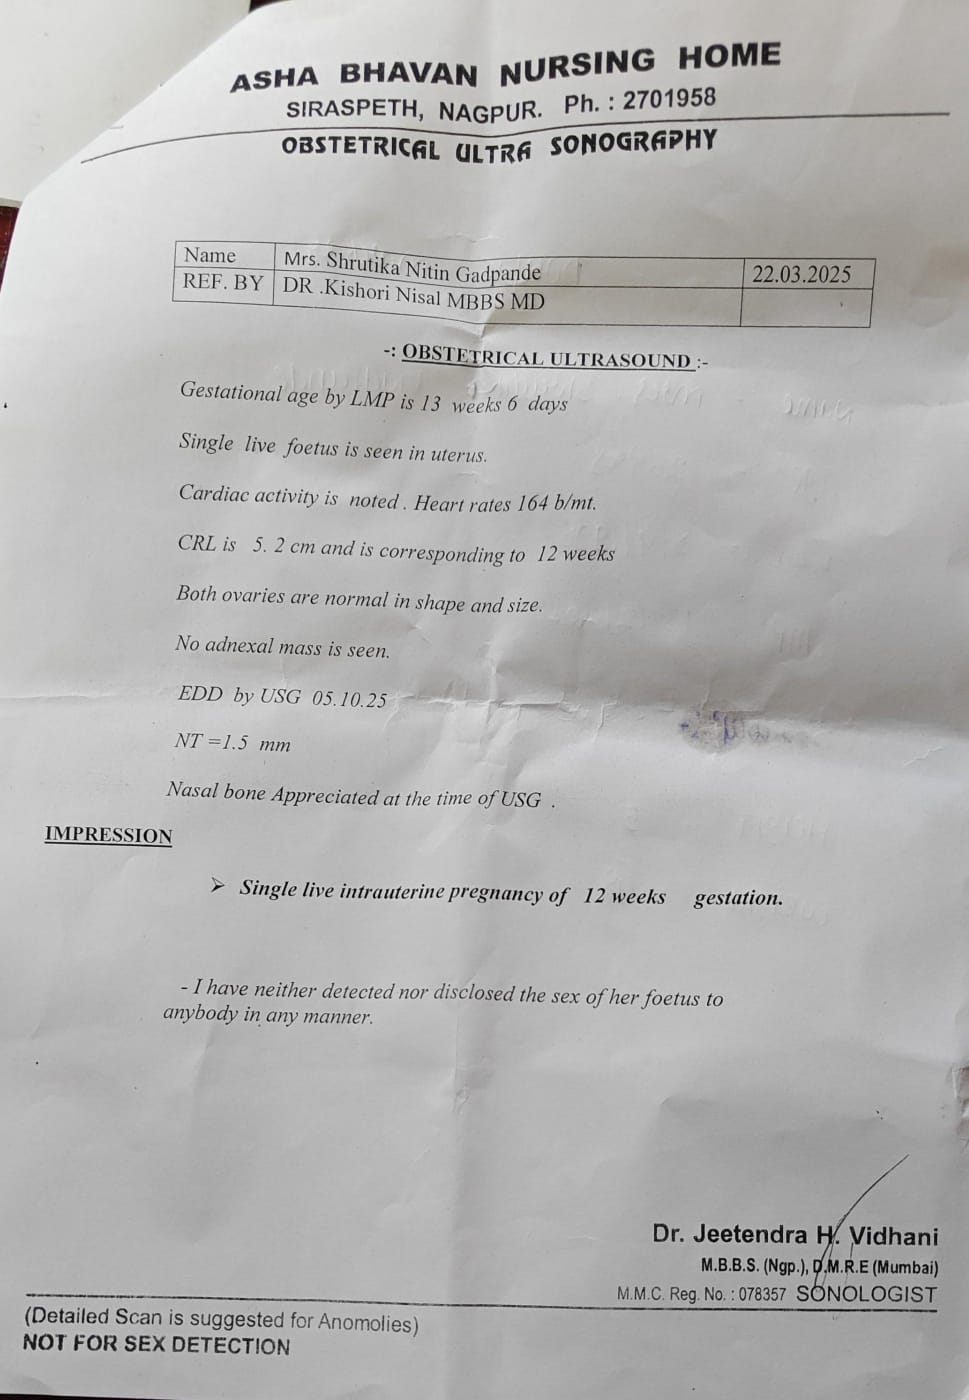 ASHA BHAVAN NURSING HOME
SIRASPETH, NAGPUR. Ph. : 2701958
OBSTETRICAL ULTRA SONOGRAPHY
Name Mrs. Shrutika Nitin Gadpande 22.03.2025
REF. BY DR .Kishori Nisal MBBS MD
-: OBSTETRICAL ULTRASOUND :-
Gestational age by LMP is 13 weeks 6 days
Single live foetus is seen in uterus.
Cardiac activity is noted . Heart rates 164 b/mt.
CRL is 5. 2 cm and is corresponding to 12 weeks
Both ovaries are normal in shape and size.
No adnexal mass is seen.
EDD by USG 05.10.25
NT =1.5 mm
Nasal bone Appreciated at the time of USG .
IMPRESSION
➢ Single live intrauterine pregnancy of 12 weeks gestation.
- I have neither detected nor disclosed the sex of her foetus to
anybody in any manner.
Dr. Jeetendra H. Vidhani
M.B.B.S. (Ngp.), D.M.R.E (Mumbai)
M.M.C. Reg. No. : 078357 SONOLOGIST
(Detailed Scan is suggested for Anomolies)
NOT FOR SEX DETECTION